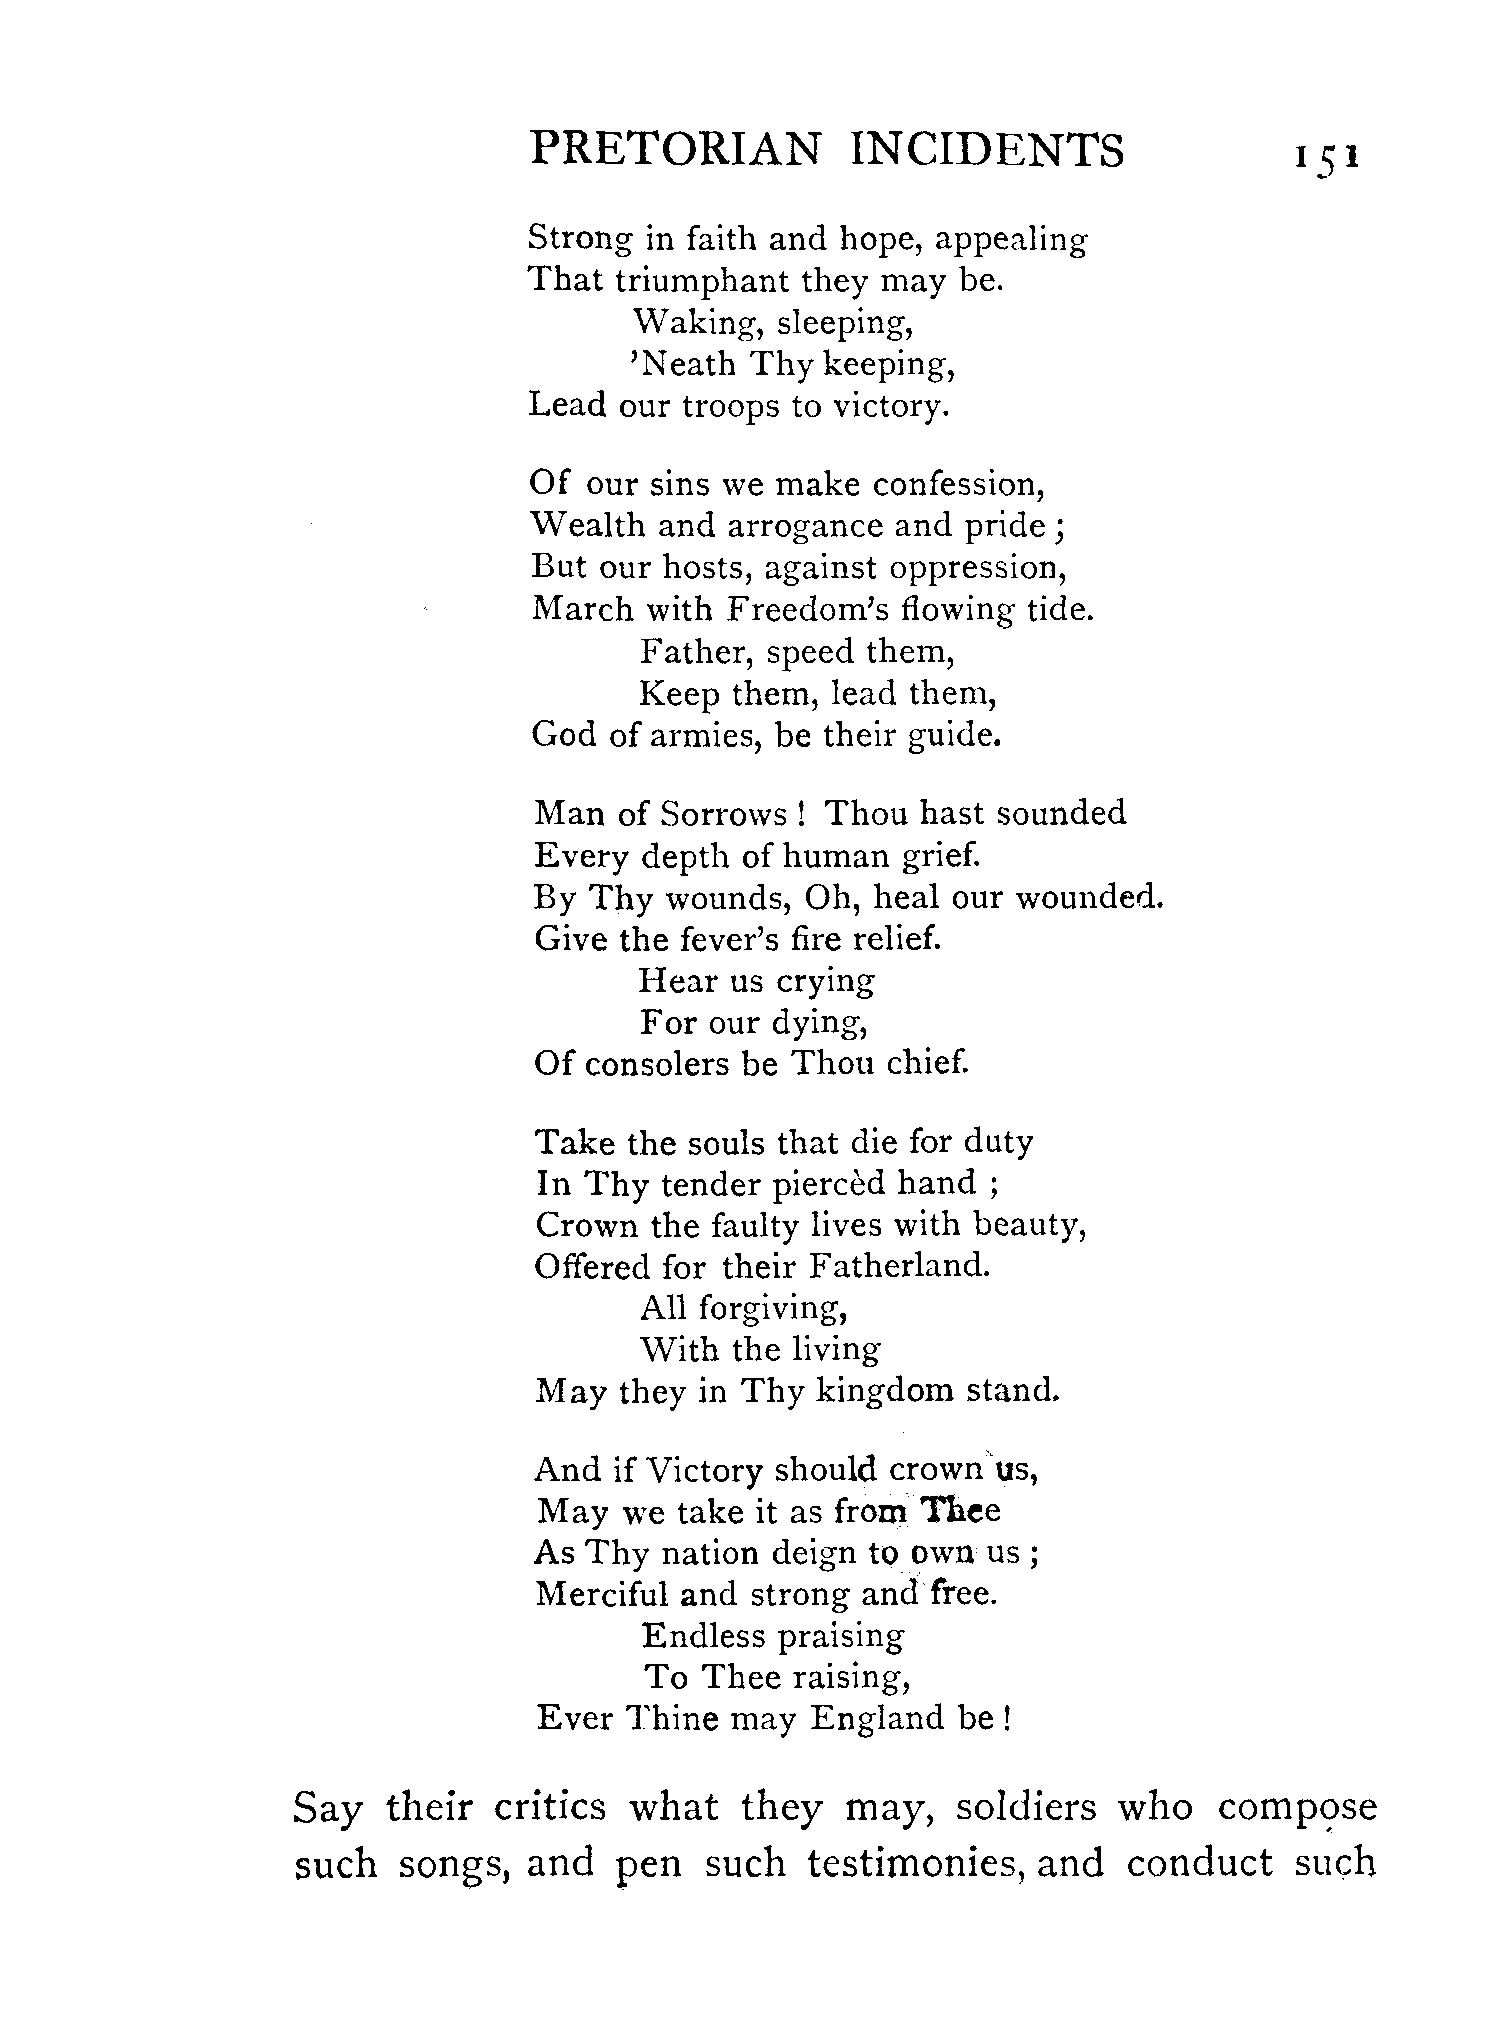 PRETORIAN INCIDENTS 151
Strong in faith and hope, appealing
That triumphant they may be.
Waking, sleeping,
’Neath Thy keeping,
Lead our troops to victory.
Of our sins we make confession,
Wealth and arrogance and pride ;
But our hosts, against oppression,
March with Freedom’s flowing tide.
Father, speed them,
Keep them, lead them,
God of armies, be their guide.
Man of Sorrows ! Thou hast sounded
Every depth of human grief.
By Thy wounds, Oh, heal our wounded.
Give the fever’s fire relief.
Hear us crying
For our dying,
Of consolers be Thou chief.
Take the souls that die for duty
In Thy tender piercèd hand ;
Crown the faulty lives with beauty,
Offered for their Fatherland.
All forgiving,
With the living
May they in Thy kingdom stand.
And if Victory should crown us,
May we take it as from Thee
As Thy nation deign to own us ;
Merciful and strong and free.
Endless praising
To Thee raising,
Ever Thine may England be !
Say their critics what they may, soldiers who compose
such songs, and pen such testimonies, and conduct such